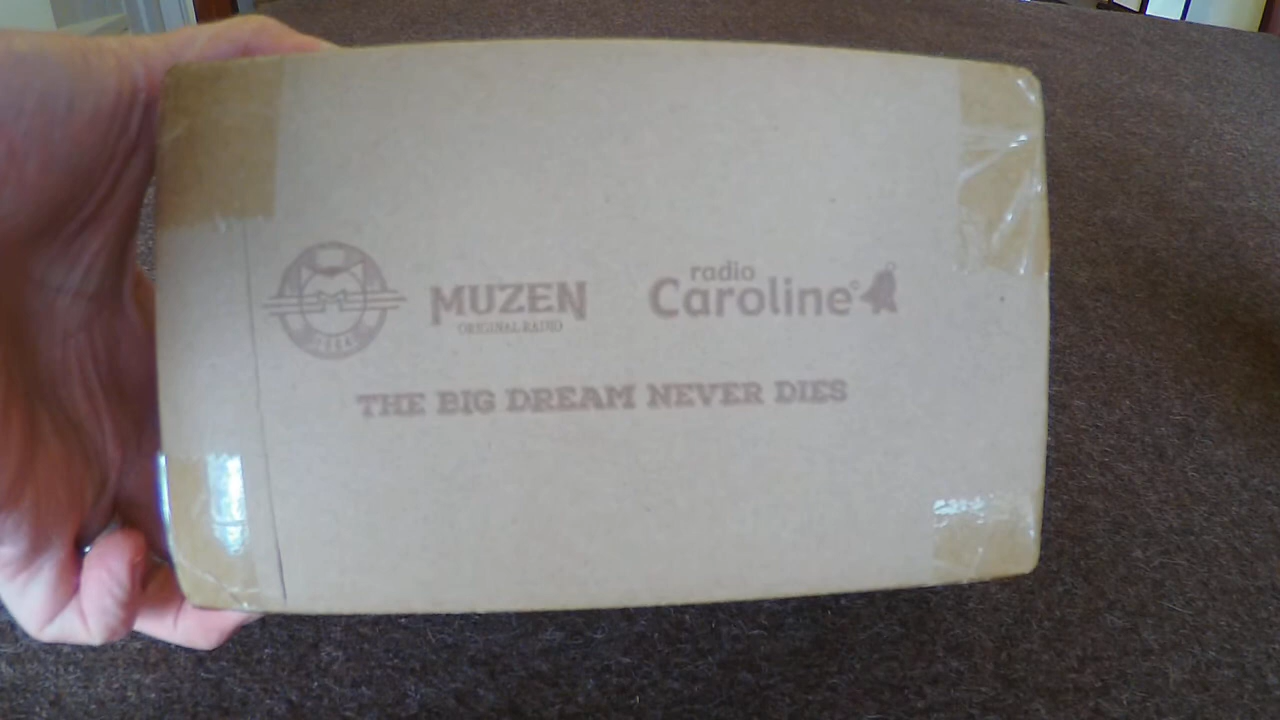 MUZEN
ORIGINAL RADIO
radio
Caroline
THE BIG DREAM NEVER DIES